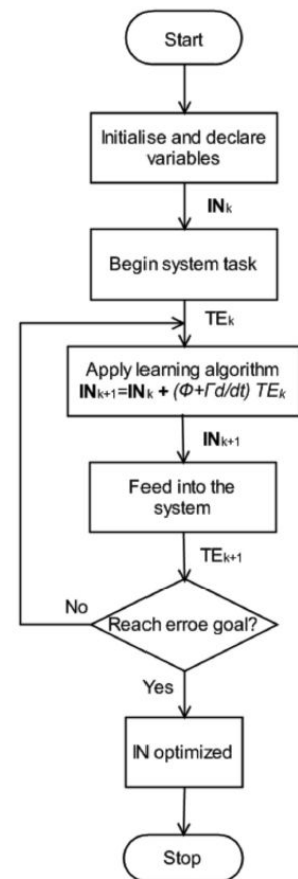 Start
Initialise and declare
variables
INk
Begin system task
TEk
Apply learning algorithm
INk+1=INk + (Φ+Γd/dt) TEk
INk+1
Feed into the
system
TEk+1
No
Reach erroe goal?
Yes
IN optimized
Stop